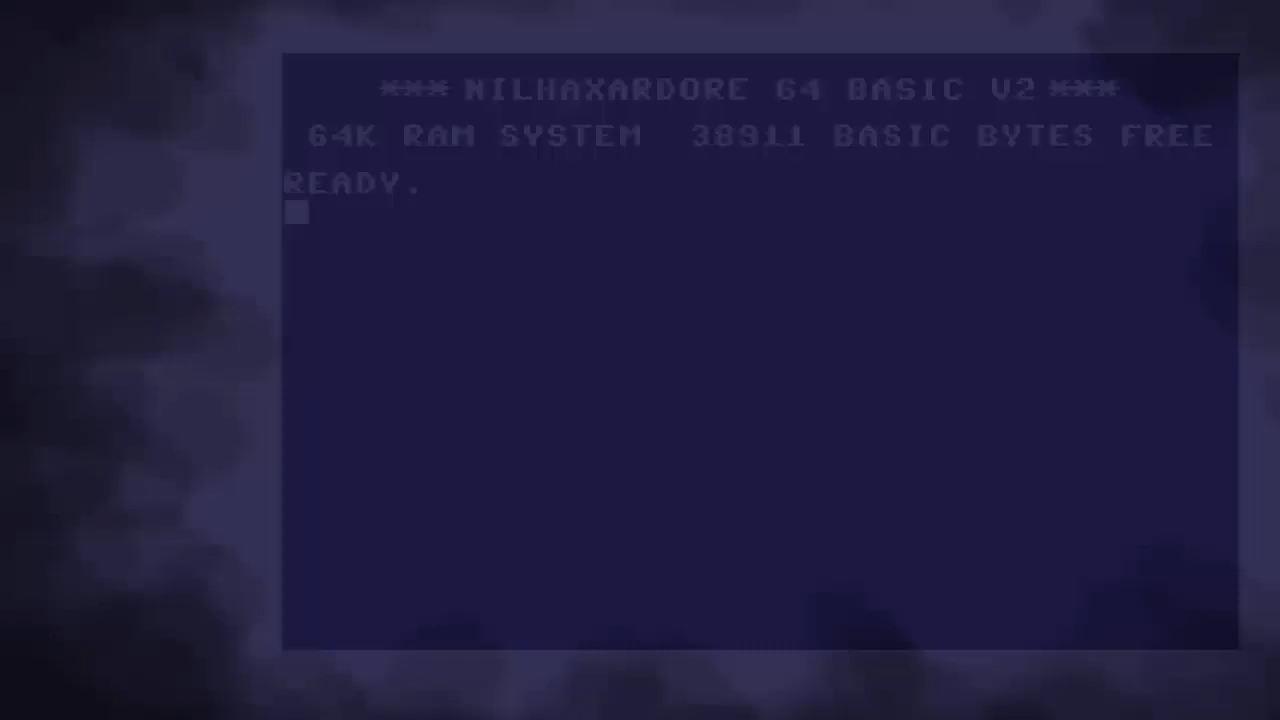 *** NILHAXARDORE 64 BASIC V2 ***
64K RAM SYSTEM  38911 BASIC BYTES FREE
READY.